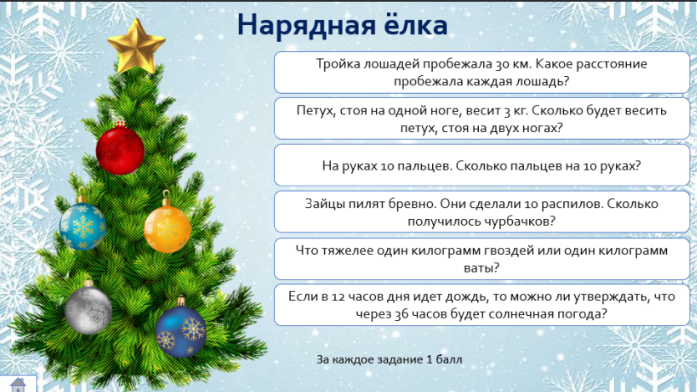 Нарядная ёлка
Тройка лошадей пробежала 30 км. Какое расстояние
пробежала каждая лошадь?
Петух, стоя на одной ноге, весит 3 кг. Сколько будет весить
петух, стоя на двух ногах?
На руках 10 пальцев. Сколько пальцев на 10 руках?
Зайцы пилят бревно. Они сделали 10 распилов. Сколько
получилось чурбачков?
Что тяжелее один килограмм гвоздей или один килограмм
ваты?
Если в 12 часов дня идет дождь, то можно ли утверждать, что
через 36 часов будет солнечная погода?
За каждое задание 1 балл